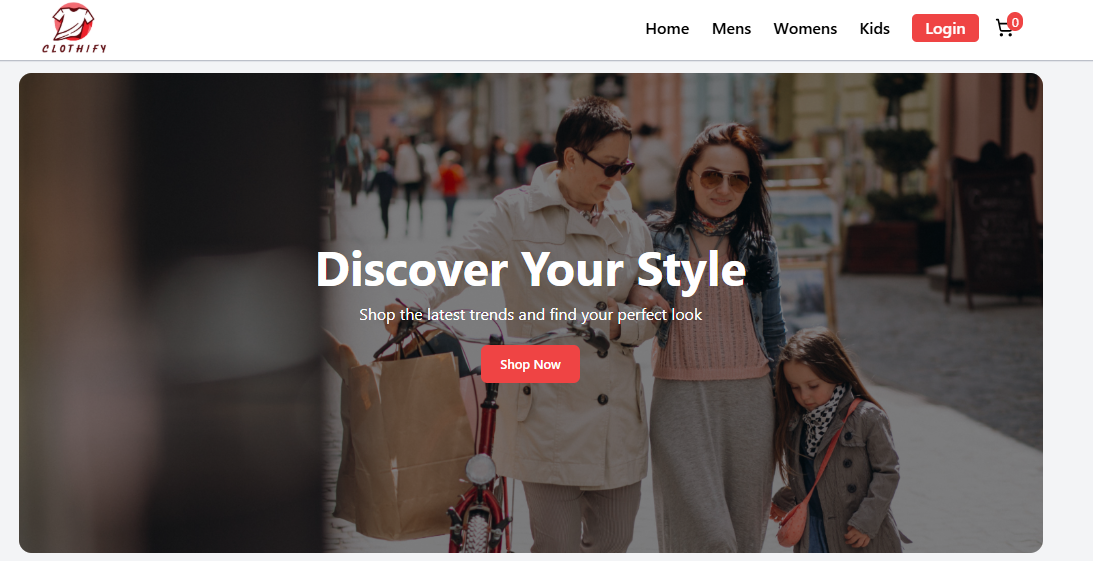 CLOTHIFY
Home Mens Womens Kids Login 0
Discover Your Style
Shop the latest trends and find your perfect look
Shop Now